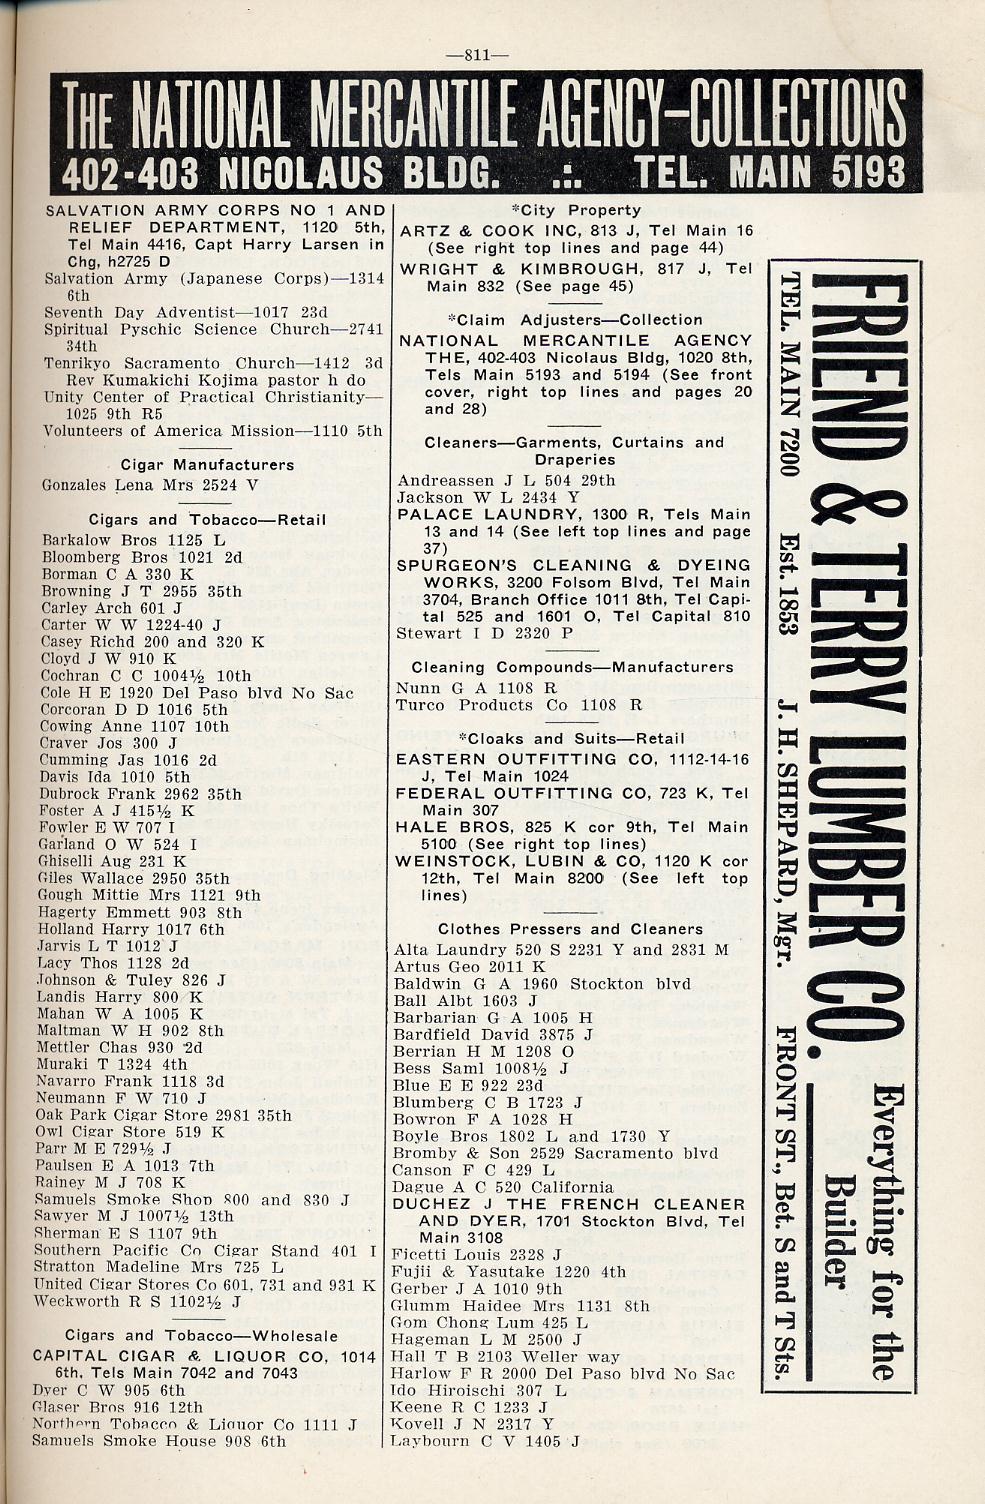 —811—
THE NATIONAL MERCANTILE AGENCY–COLLECTIONS
402-403 NICOLAUS BLDG. .:. TEL. MAIN 5193
SALVATION ARMY CORPS NO 1 AND
RELIEF DEPARTMENT, 1120 5th,
Tel Main 4416, Capt Harry Larsen in
Chg, h2725 D
Salvation Army (Japanese Corps)—1314
6th
Seventh Day Adventist—1017 23d
Spiritual Pyschic Science Church—2741
34th
Tenrikyo Sacramento Church—1412 3d
Rev Kumakichi Kojima pastor h do
Unity Center of Practical Christianity—
1025 9th R5
Volunteers of America Mission—1110 5th
Cigar Manufacturers
Gonzales Lena Mrs 2524 V
Cigars and Tobacco—Retail
Barkalow Bros 1125 L
Bloomberg Bros 1021 2d
Borman C A 330 K
Browning J T 2955 35th
Carley Arch 601 J
Carter W W 1224-40 J
Casey Richd 200 and 320 K
Cloyd J W 910 K
Cochran C C 1004½ 10th
Cole H E 1920 Del Paso blvd No Sac
Corcoran D D 1016 5th
Cowing Anne 1107 10th
Craver Jos 300 J
Cumming Jas 1016 2d
Davis Ida 1010 5th
Dubrock Frank 2962 35th
Foster A J 415½ K
Fowler E W 707 I
Garland O W 524 I
Ghiselli Aug 231 K
Giles Wallace 2950 35th
Gough Mittie Mrs 1121 9th
Hagerty Emmett 903 8th
Holland Harry 1017 6th
Jarvis L T 1012 J
Lacy Thos 1128 2d
Johnson & Tuley 826 J
Landis Harry 800 K
Mahan W A 1005 K
Maltman W H 902 8th
Mettler Chas 930 2d
Muraki T 1324 4th
Navarro Frank 1118 3d
Neumann F W 710 J
Oak Park Cigar Store 2981 35th
Owl Cigar Store 519 K
Parr M E 729½ J
Paulsen E A 1013 7th
Rainey M J 708 K
Samuels Smoke Shop 800 and 830 J
Sawyer M J 1007½ 13th
Sherman E S 1107 9th
Southern Pacific Co Cigar Stand 401 I
Stratton Madeline Mrs 725 L
United Cigar Stores Co 601, 731 and 931 K
Weckworth R S 1102½ J
Cigars and Tobacco—Wholesale
CAPITAL CIGAR & LIQUOR CO, 1014
6th, Tels Main 7042 and 7043
Dyer C W 905 6th
Glaser Bros 916 12th
Northern Tobacco & Liquor Co 1111 J
Samuels Smoke House 908 6th
*City Property
ARTZ & COOK INC, 813 J, Tel Main 16
(See right top lines and page 44)
WRIGHT & KIMBROUGH, 817 J, Tel
Main 832 (See page 45)
*Claim Adjusters—Collection
NATIONAL MERCANTILE AGENCY
THE, 402-403 Nicolaus Bldg, 1020 8th,
Tels Main 5193 and 5194 (See front
cover, right top lines and pages 20
and 28)
Cleaners—Garments, Curtains and
Draperies
Andreassen J L 504 29th
Jackson W L 2434 Y
PALACE LAUNDRY, 1300 R, Tels Main
13 and 14 (See left top lines and page
37)
SPURGEON'S CLEANING & DYEING
WORKS, 3200 Folsom Blvd, Tel Main
3704, Branch Office 1011 8th, Tel Capi-
tal 525 and 1601 O, Tel Capital 810
Stewart I D 2320 P
Cleaning Compounds—Manufacturers
Nunn G A 1108 R
Turco Products Co 1108 R
*Cloaks and Suits—Retail
EASTERN OUTFITTING CO, 1112-14-16
J, Tel Main 1024
FEDERAL OUTFITTING CO, 723 K, Tel
Main 307
HALE BROS, 825 K cor 9th, Tel Main
5100 (See right top lines)
WEINSTOCK, LUBIN & CO, 1120 K cor
12th, Tel Main 8200 (See left top
lines)
Clothes Pressers and Cleaners
Alta Laundry 520 S 2231 Y and 2831 M
Artus Geo 2011 K
Baldwin G A 1960 Stockton blvd
Ball Albt 1603 J
Barbarian G A 1005 H
Bardfield David 3875 J
Berrian H M 1208 O
Bess Saml 1008½ J
Blue E E 922 23d
Blumberg C B 1723 J
Bowron F A 1028 H
Boyle Bros 1802 L and 1730 Y
Bromby & Son 2529 Sacramento blvd
Canson F C 429 L
Dague A C 520 California
DUCHEZ J THE FRENCH CLEANER
AND DYER, 1701 Stockton Blvd, Tel
Main 3108
Ficetti Louis 2328 J
Fujii & Yasutake 1220 4th
Gerber J A 1010 9th
Glumm Haidee Mrs 1131 8th
Gom Chong Lum 425 L
Hageman L M 2500 J
Hall T B 2103 Weller way
Harlow F R 2000 Del Paso blvd No Sac
Ido Hiroischi 307 L
Keene R C 1233 J
Kovell J N 2317 Y
Laybourn C V 1405 J
FRIEND & TERRY LUMBER CO.
Everything for the
Builder
TEL. MAIN 7200 Est. 1853 J. H. SHEPARD, Mgr. FRONT ST., Bet. S and T Sts.